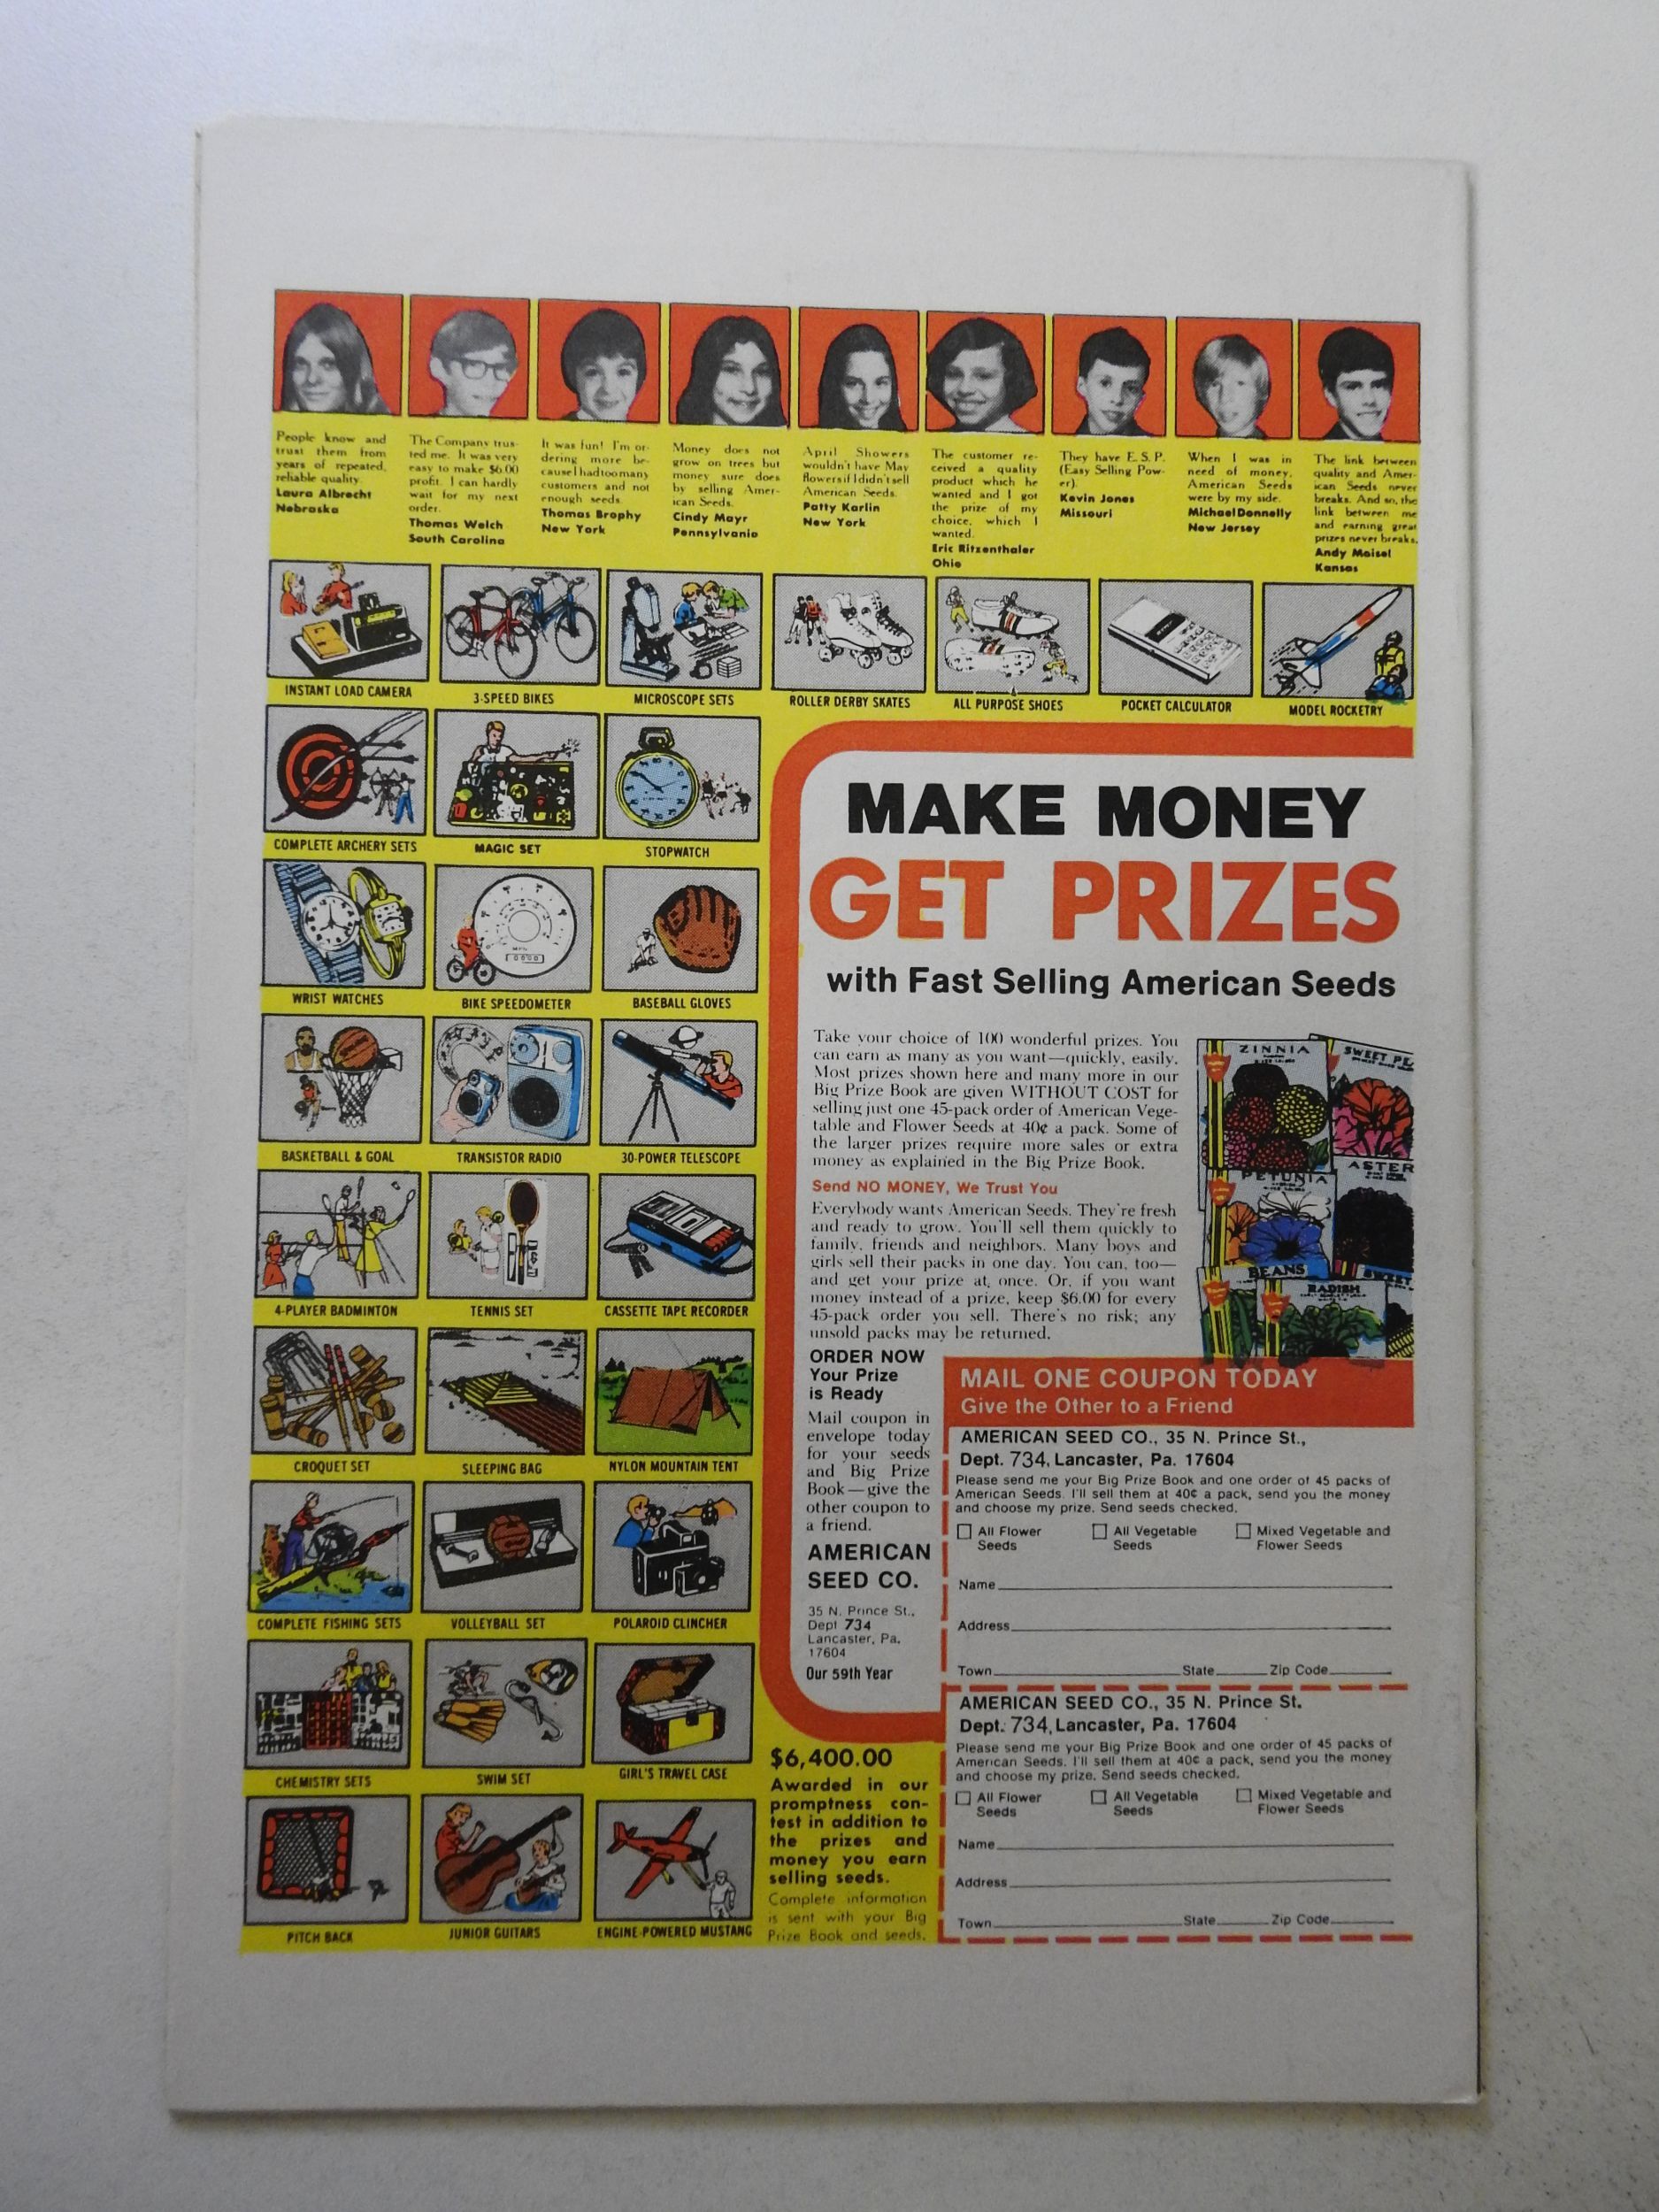 People know and
trust them from
years of repeated,
reliable quality.
Laura Albrecht
Nebraska
The Company trus-
ted me. It was very
easy to make $6.00
profit. I can hardly
wait for my next
order.
Thomas Welch
South Carolina
It was fun! I'm or-
dering more be-
cause I had too many
customers and not
enough seeds.
Thomas Brophy
New York
Money does not
grow on trees but
money sure does
by selling Amer-
ican Seeds.
Cindy Mayr
Pennsylvania
April Showers
wouldn't have May
flowers if I didn't sell
American Seeds.
Patty Karlin
New York
The customer re-
ceived a quality
product which he
wanted and I got
the prize of my
choice, which I
wanted.
Eric Ritzenthaler
Ohio
They have E. S. P.
(Easy Selling Pow-
er).
Kevin Jones
Missouri
When I was in
need of money,
American Seeds
were by my side.
Michael Donnelly
New Jersey
The link between
quality and Amer-
ican Seeds never
breaks. And so, the
link between me
and earning great
prizes never breaks.
Andy Maisel
Kansas
INSTANT LOAD CAMERA
3-SPEED BIKES
MICROSCOPE SETS
ROLLER DERBY SKATES
ALL PURPOSE SHOES
POCKET CALCULATOR
MODEL ROCKETRY
COMPLETE ARCHERY SETS
MAGIC SET
STOPWATCH
WRIST WATCHES
BIKE SPEEDOMETER
BASEBALL GLOVES
BASKETBALL & GOAL
TRANSISTOR RADIO
30-POWER TELESCOPE
4-PLAYER BADMINTON
TENNIS SET
CASSETTE TAPE RECORDER
CROQUET SET
SLEEPING BAG
NYLON MOUNTAIN TENT
COMPLETE FISHING SETS
VOLLEYBALL SET
POLAROID CLINCHER
CHEMISTRY SETS
SWIM SET
GIRL'S TRAVEL CASE
PITCH BACK
JUNIOR GUITARS
ENGINE-POWERED MUSTANG
MAKE MONEY
GET PRIZES
with Fast Selling American Seeds
Take your choice of 100 wonderful prizes. You
can earn as many as you want—quickly, easily.
Most prizes shown here and many more in our
Big Prize Book are given WITHOUT COST for
selling just one 45-pack order of American Vege-
table and Flower Seeds at 40¢ a pack. Some of
the larger prizes require more sales or extra
money as explained in the Big Prize Book.
Send NO MONEY, We Trust You
Everybody wants American Seeds. They're fresh
and ready to grow. You'll sell them quickly to
family, friends and neighbors. Many boys and
girls sell their packs in one day. You can, too—
and get your prize at once. Or, if you want
money instead of a prize, keep $6.00 for every
45-pack order you sell. There's no risk; any
unsold packs may be returned.
ZINNIA
SWEET PE
PETUNIA
ASTER
BEANS
SWEET
RADISH
ORDER NOW
Your Prize
is Ready
Mail coupon in
envelope today
for your seeds
and Big Prize
Book—give the
other coupon to
a friend.
AMERICAN
SEED CO.
35 N. Prince St.,
Dept 734
Lancaster, Pa.
17604
Our 59th Year
MAIL ONE COUPON TODAY
Give the Other to a Friend
AMERICAN SEED CO., 35 N. Prince St.,
Dept. 734, Lancaster, Pa. 17604
Please send me your Big Prize Book and one order of 45 packs of
American Seeds. I'll sell them at 40¢ a pack, send you the money
and choose my prize. Send seeds checked.
All Flower
Seeds
All Vegetable
Seeds
Mixed Vegetable and
Flower Seeds
Name
Address
Town State Zip Code
AMERICAN SEED CO., 35 N. Prince St.
Dept. 734, Lancaster, Pa. 17604
Please send me your Big Prize Book and one order of 45 packs of
American Seeds. I'll sell them at 40¢ a pack, send you the money
and choose my prize. Send seeds checked.
All Flower
Seeds
All Vegetable
Seeds
Mixed Vegetable and
Flower Seeds
Name
Address
Town State Zip Code
$6,400.00
Awarded in our
promptness con-
test in addition to
the prizes and
money you earn
selling seeds.
Complete information
is sent with your Big
Prize Book and seeds.